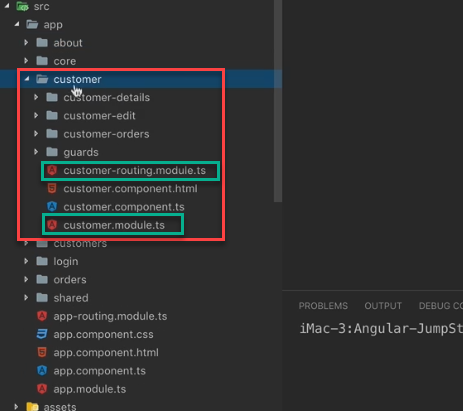 src
app
about
core
customer
customer-details
customer-edit
customer-orders
guards
customer-routing.module.ts
customer.component.html
customer.component.ts
customer.module.ts
customers
login
orders
shared
app-routing.module.ts
app.component.css
app.component.html
app.component.ts
app.module.ts
assets
PROBLEMS OUTPUT DEBUG CO
iMac-3:Angular-JumpSt